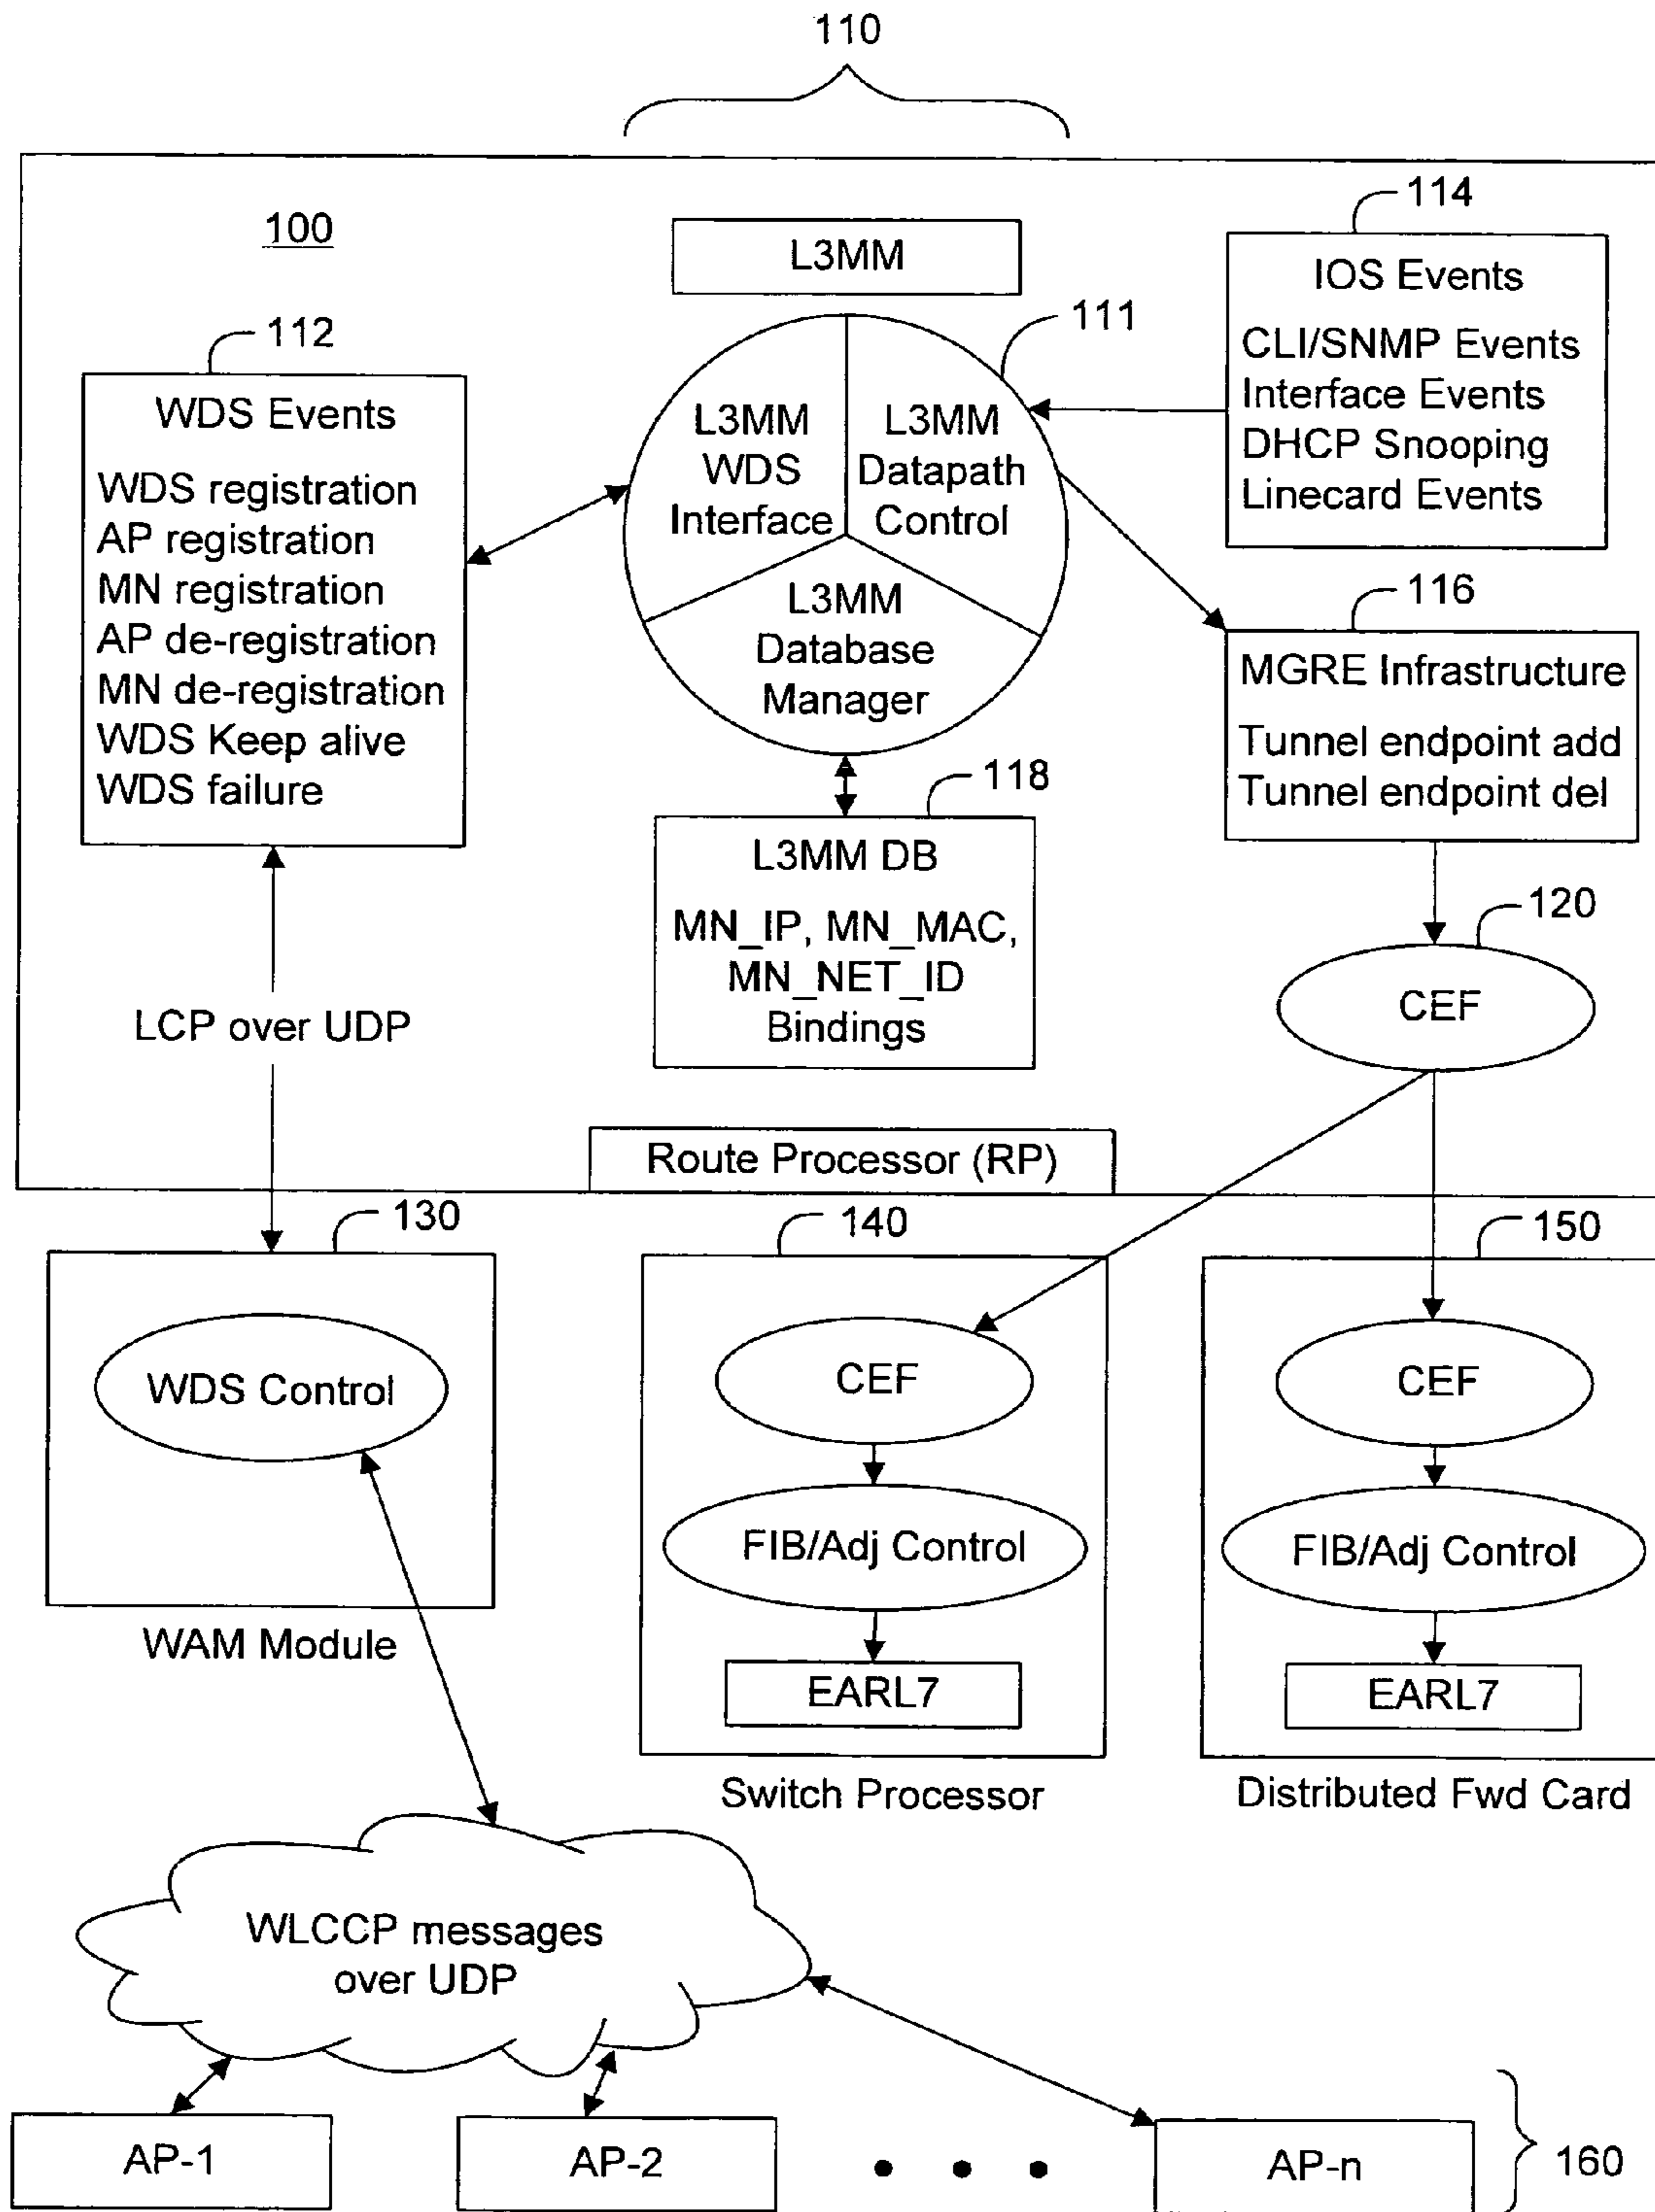 110
100
L3MM
114
IOS Events
CLI/SNMP Events
Interface Events
DHCP Snooping
Linecard Events
112
WDS Events
WDS registration
AP registration
MN registration
AP de-registration
MN de-registration
WDS Keep alive
WDS failure
111
L3MM
WDS
Interface
L3MM
Datapath
Control
L3MM
Database
Manager
116
MGRE Infrastructure
Tunnel endpoint add
Tunnel endpoint del
118
L3MM DB
MN_IP, MN_MAC,
MN_NET_ID
Bindings
120
CEF
LCP over UDP
Route Processor (RP)
130
WDS Control
WAM Module
140
CEF
FIB/Adj Control
EARL7
Switch Processor
150
CEF
FIB/Adj Control
EARL7
Distributed Fwd Card
WLCCP messages
over UDP
AP-1
AP-2
AP-n
160